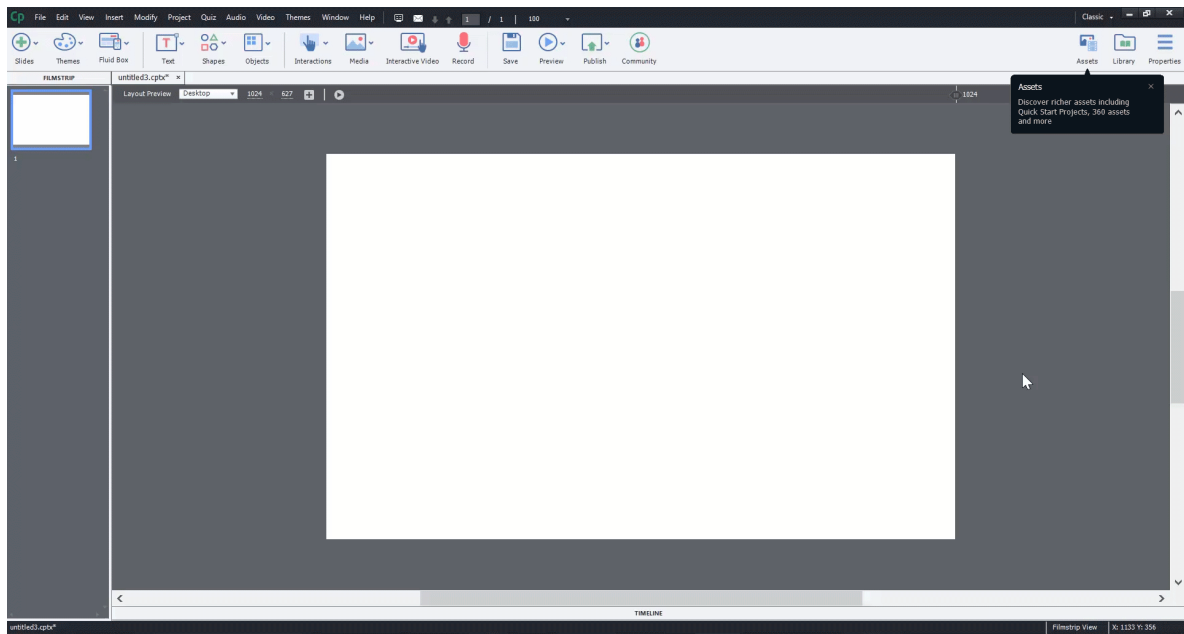 Cp File Edit View Insert Modify Project Quiz Audio Video Themes Window Help 1 / 1 100 Classic
Slides Themes Fluid Box Text Shapes Objects Interactions Media Interactive Video Record Save Preview Publish Community Assets Library Properties
FILMSTRIP untitled3.cptx* ×
Layout Preview Desktop 1024 × 627 1024
Assets ×
Discover richer assets including
Quick Start Projects, 360 assets
and more
1
TIMELINE
untitled3.cptx* Filmstrip View X: 1133 Y: 356